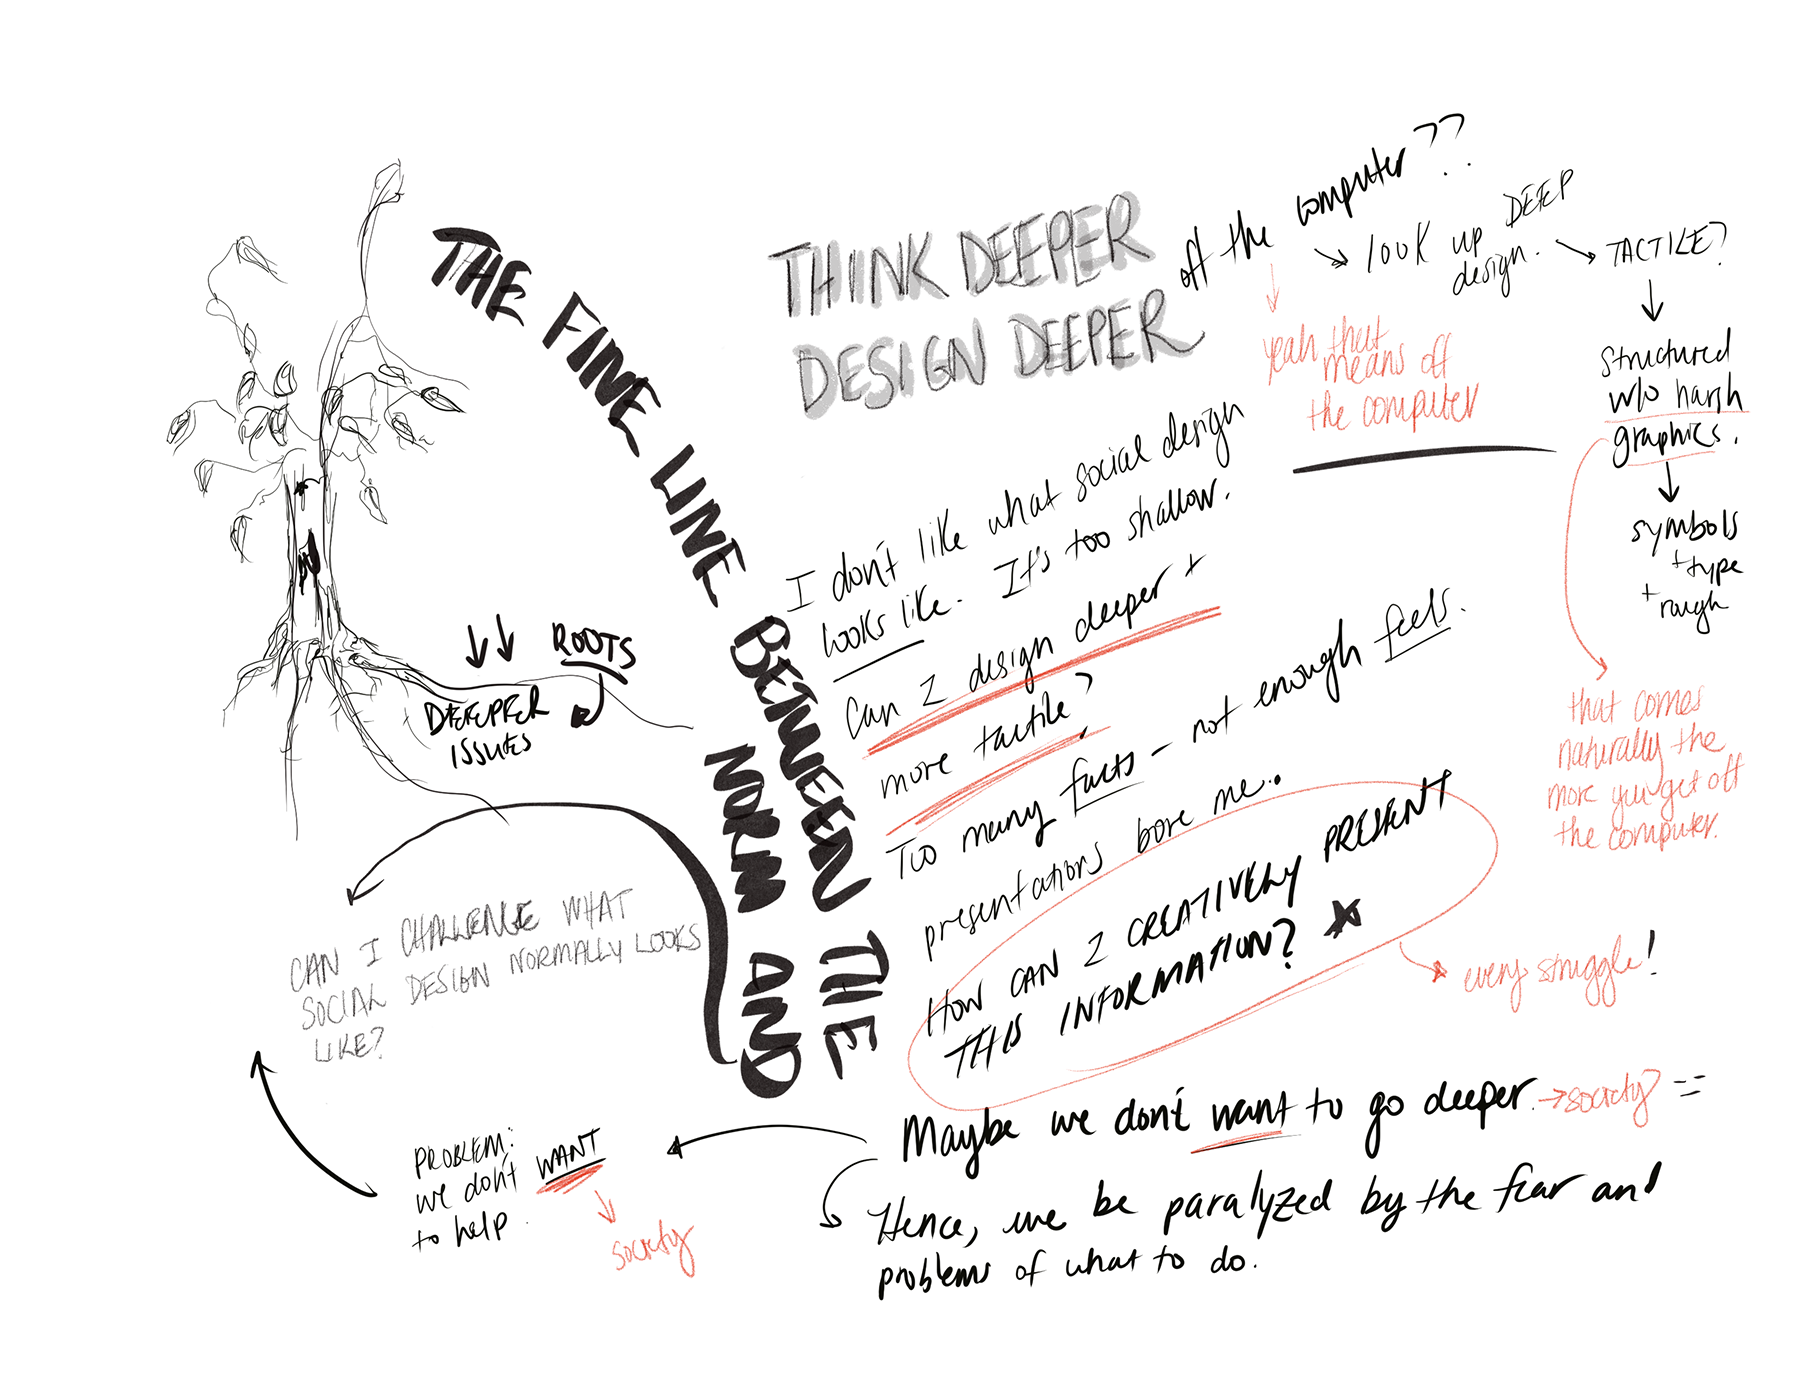 THE FINE LINE BETWEEN THE
NORM AND
THINK DEEPER
DESIGN DEEPER
off the computer??
look up DEEP
design.
TACTILE?
yeah that
means off
the computer
structured
w/o harsh
graphics.
symbols
+ type
+ rough
that comes
naturally the
more you get off
the computer.
I don't like what social design
looks like. It's too shallow.
Can I design deeper +
more tactile?
Too many facts - not enough feels.
presentations bore me.
HOW CAN I CREATIVELY PRESENT
THIS INFORMATION?
every struggle!
ROOTS
DEEPER
ISSUES
CAN I CHALLENGE WHAT
SOCIAL DESIGN NORMALLY LOOKS
LIKE?
Maybe we don't want to go deeper. → society?
Hence, we be paralyzed by the fear and
problems of what to do.
PROBLEM:
we don't WANT
to help.
society